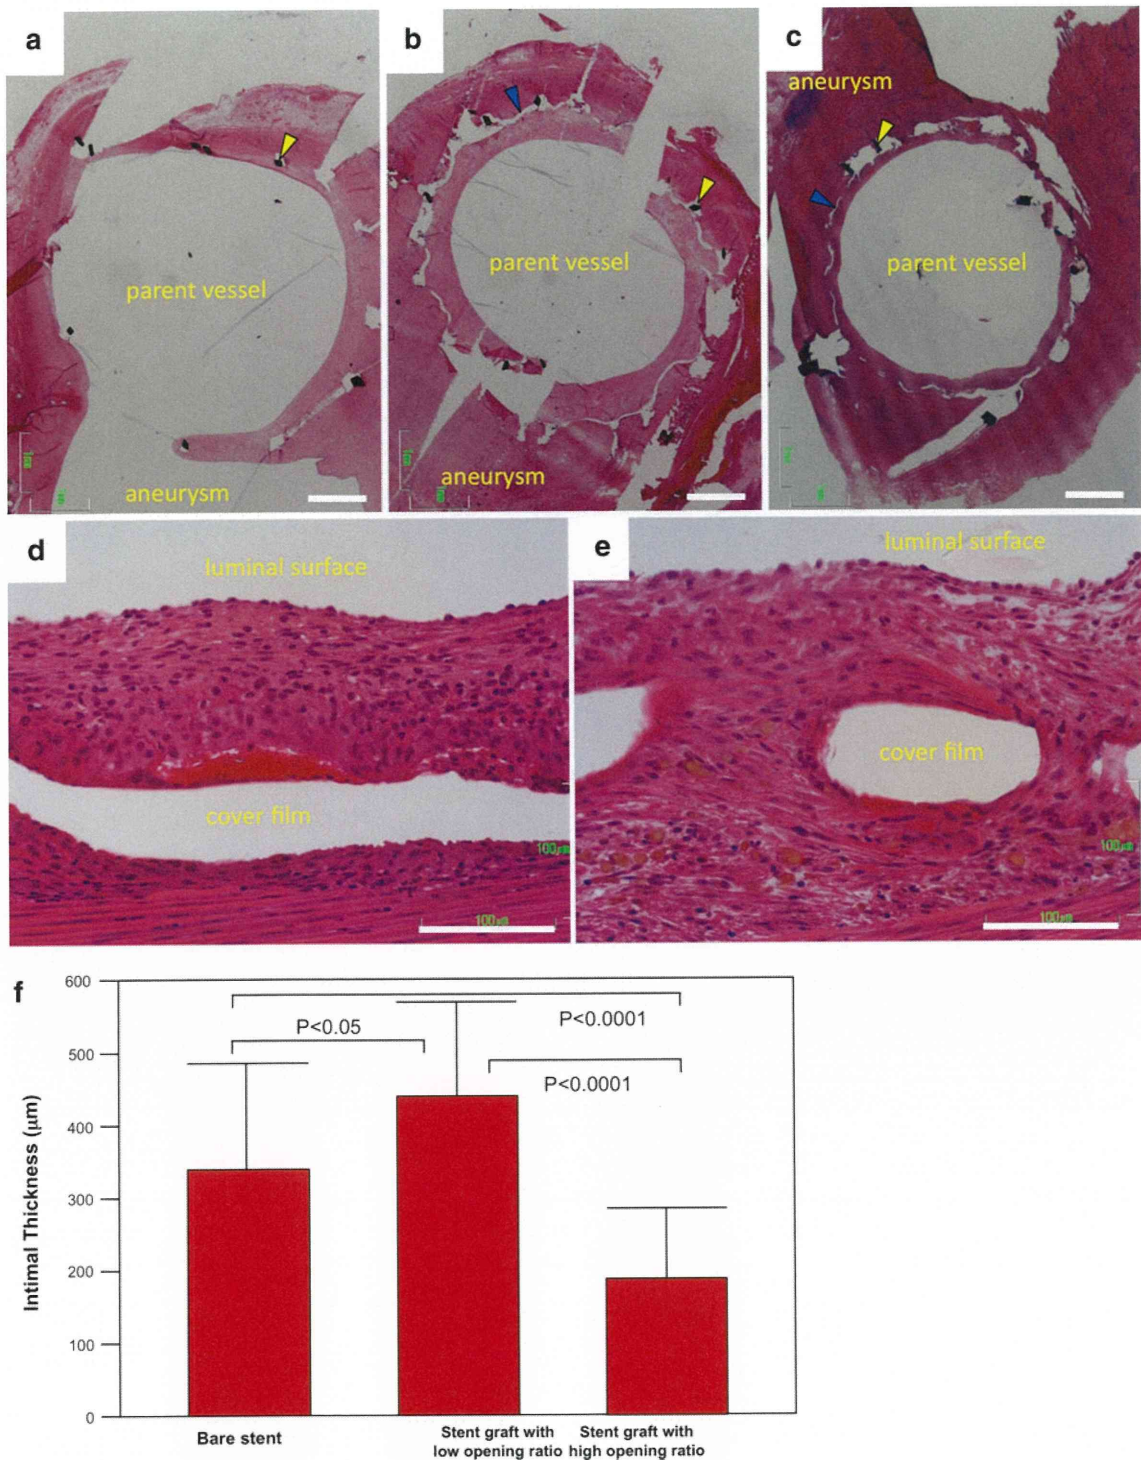 a
b
c
aneurysm
parent vessel
parent vessel
parent vessel
aneurysm
aneurysm
d
e
luminal surface
luminal surface
cover film
cover film
100µm
100µm
100µm
100µm
f
600
500
400
300
200
100
0
Intimal Thickness (µm)
P<0.05
P<0.0001
P<0.0001
Bare stent
Stent graft with
low opening ratio
Stent graft with
high opening ratio